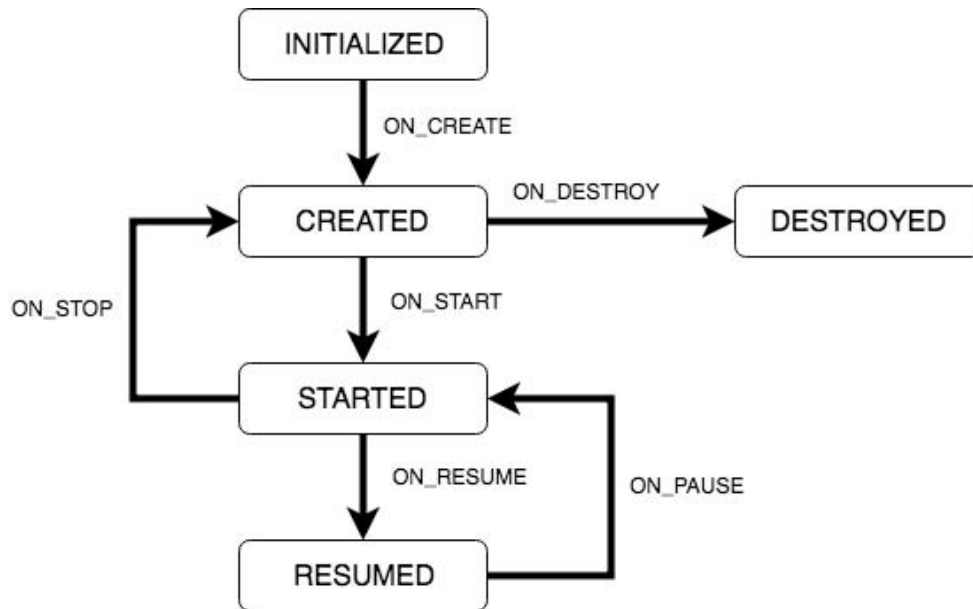 INITIALIZED
ON_CREATE
ON_DESTROY
CREATED
DESTROYED
ON_STOP
ON_START
STARTED
ON_RESUME
ON_PAUSE
RESUMED